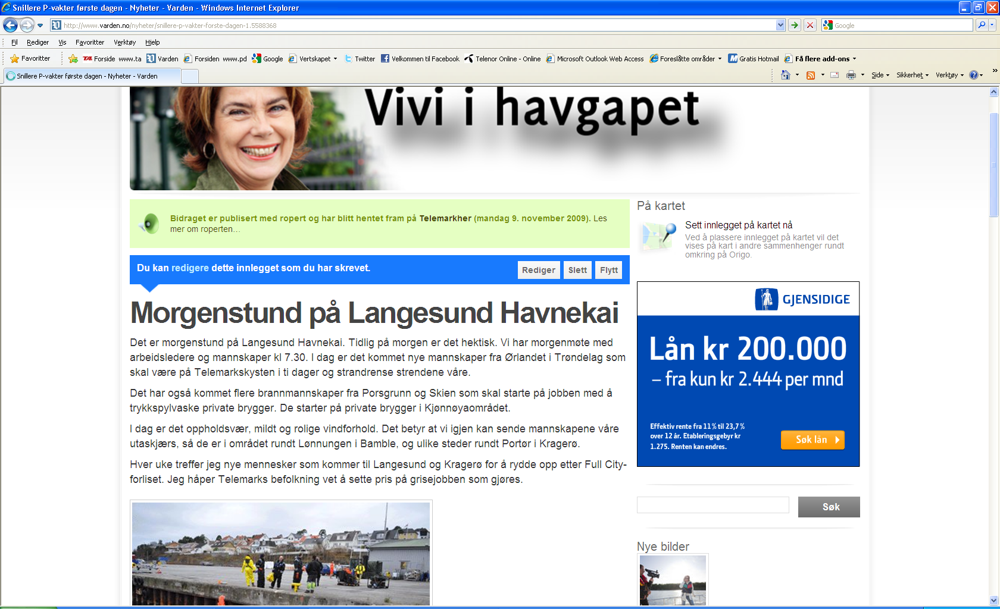 Snillere P-vakter første dagen - Nyheter - Varden - Windows Internet Explorer
http://www.varden.no/nyheter/snillere-p-vakter-forste-dagen-1.5588368
Google
Fil Rediger Vis Favoritter Verktøy Hjelp
Favoritter TA Forside www.ta Varden Forsiden www.pd Google Vertskapet Twitter Velkommen til Facebook Telenor Online - Online Microsoft Outlook Web Access Foreslåtte områder Gratis Hotmail Få flere add-ons
Snillere P-vakter første dagen - Nyheter - Varden
Side Sikkerhet Verktøy
Vivi i havgapet
Bidraget er publisert med ropert og har blitt hentet fram på Telemarkher (mandag 9. november 2009). Les
mer om roperten...
Du kan redigere dette innlegget som du har skrevet.
Rediger Slett Flytt
Morgenstund på Langesund Havnekai
Det er morgenstund på Langesund Havnekai. Tidlig på morgen er det hektisk. Vi har morgenmøte med
arbeidsledere og mannskaper kl 7.30. I dag er det kommet nye mannskaper fra Ørlandet i Trøndelag som
skal være på Telemarkskysten i ti dager og strandrense strendene våre.
Det har også kommet flere brannmannskaper fra Porsgrunn og Skien som skal starte på jobben med å
trykkspylvaske private brygger. De starter på private brygger i Kjønnøyaområdet.
I dag er det oppholdsvær, mildt og rolige vindforhold. Det betyr at vi igjen kan sende mannskapene våre
utaskjærs, så de er i området rundt Lønnungen i Bamble, og ulike steder rundt Portør i Kragerø.
Hver uke treffer jeg nye mennesker som kommer til Langesund og Kragerø for å rydde opp etter Full City-
forliset. Jeg håper Telemarks befolkning vet å sette pris på grisejobben som gjøres.
På kartet
Sett innlegget på kartet nå
Ved å plassere innlegget på kartet vil det
vises på kart i andre sammenhenger rundt
omkring på Origo.
GJENSIDIGE
Lån kr 200.000
– fra kun kr 2.444 per mnd
Effektiv rente fra 11 % til 23,7 %
over 12 år. Etableringsgebyr kr
1.275. Renten kan endres.
Søk lån
Søk
Nye bilder